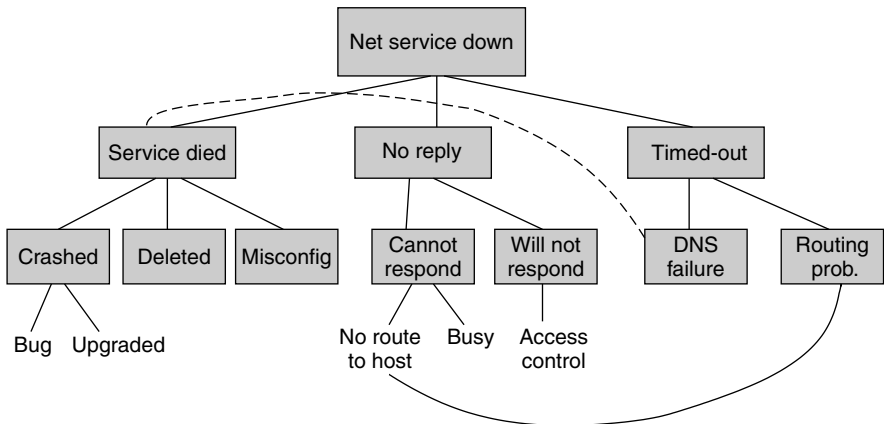 Net service down
Service died
No reply
Timed-out
Crashed
Deleted
Misconfig
Cannot
respond
Will not
respond
DNS
failure
Routing
prob.
Bug
Upgraded
No route
to host
Busy
Access
control